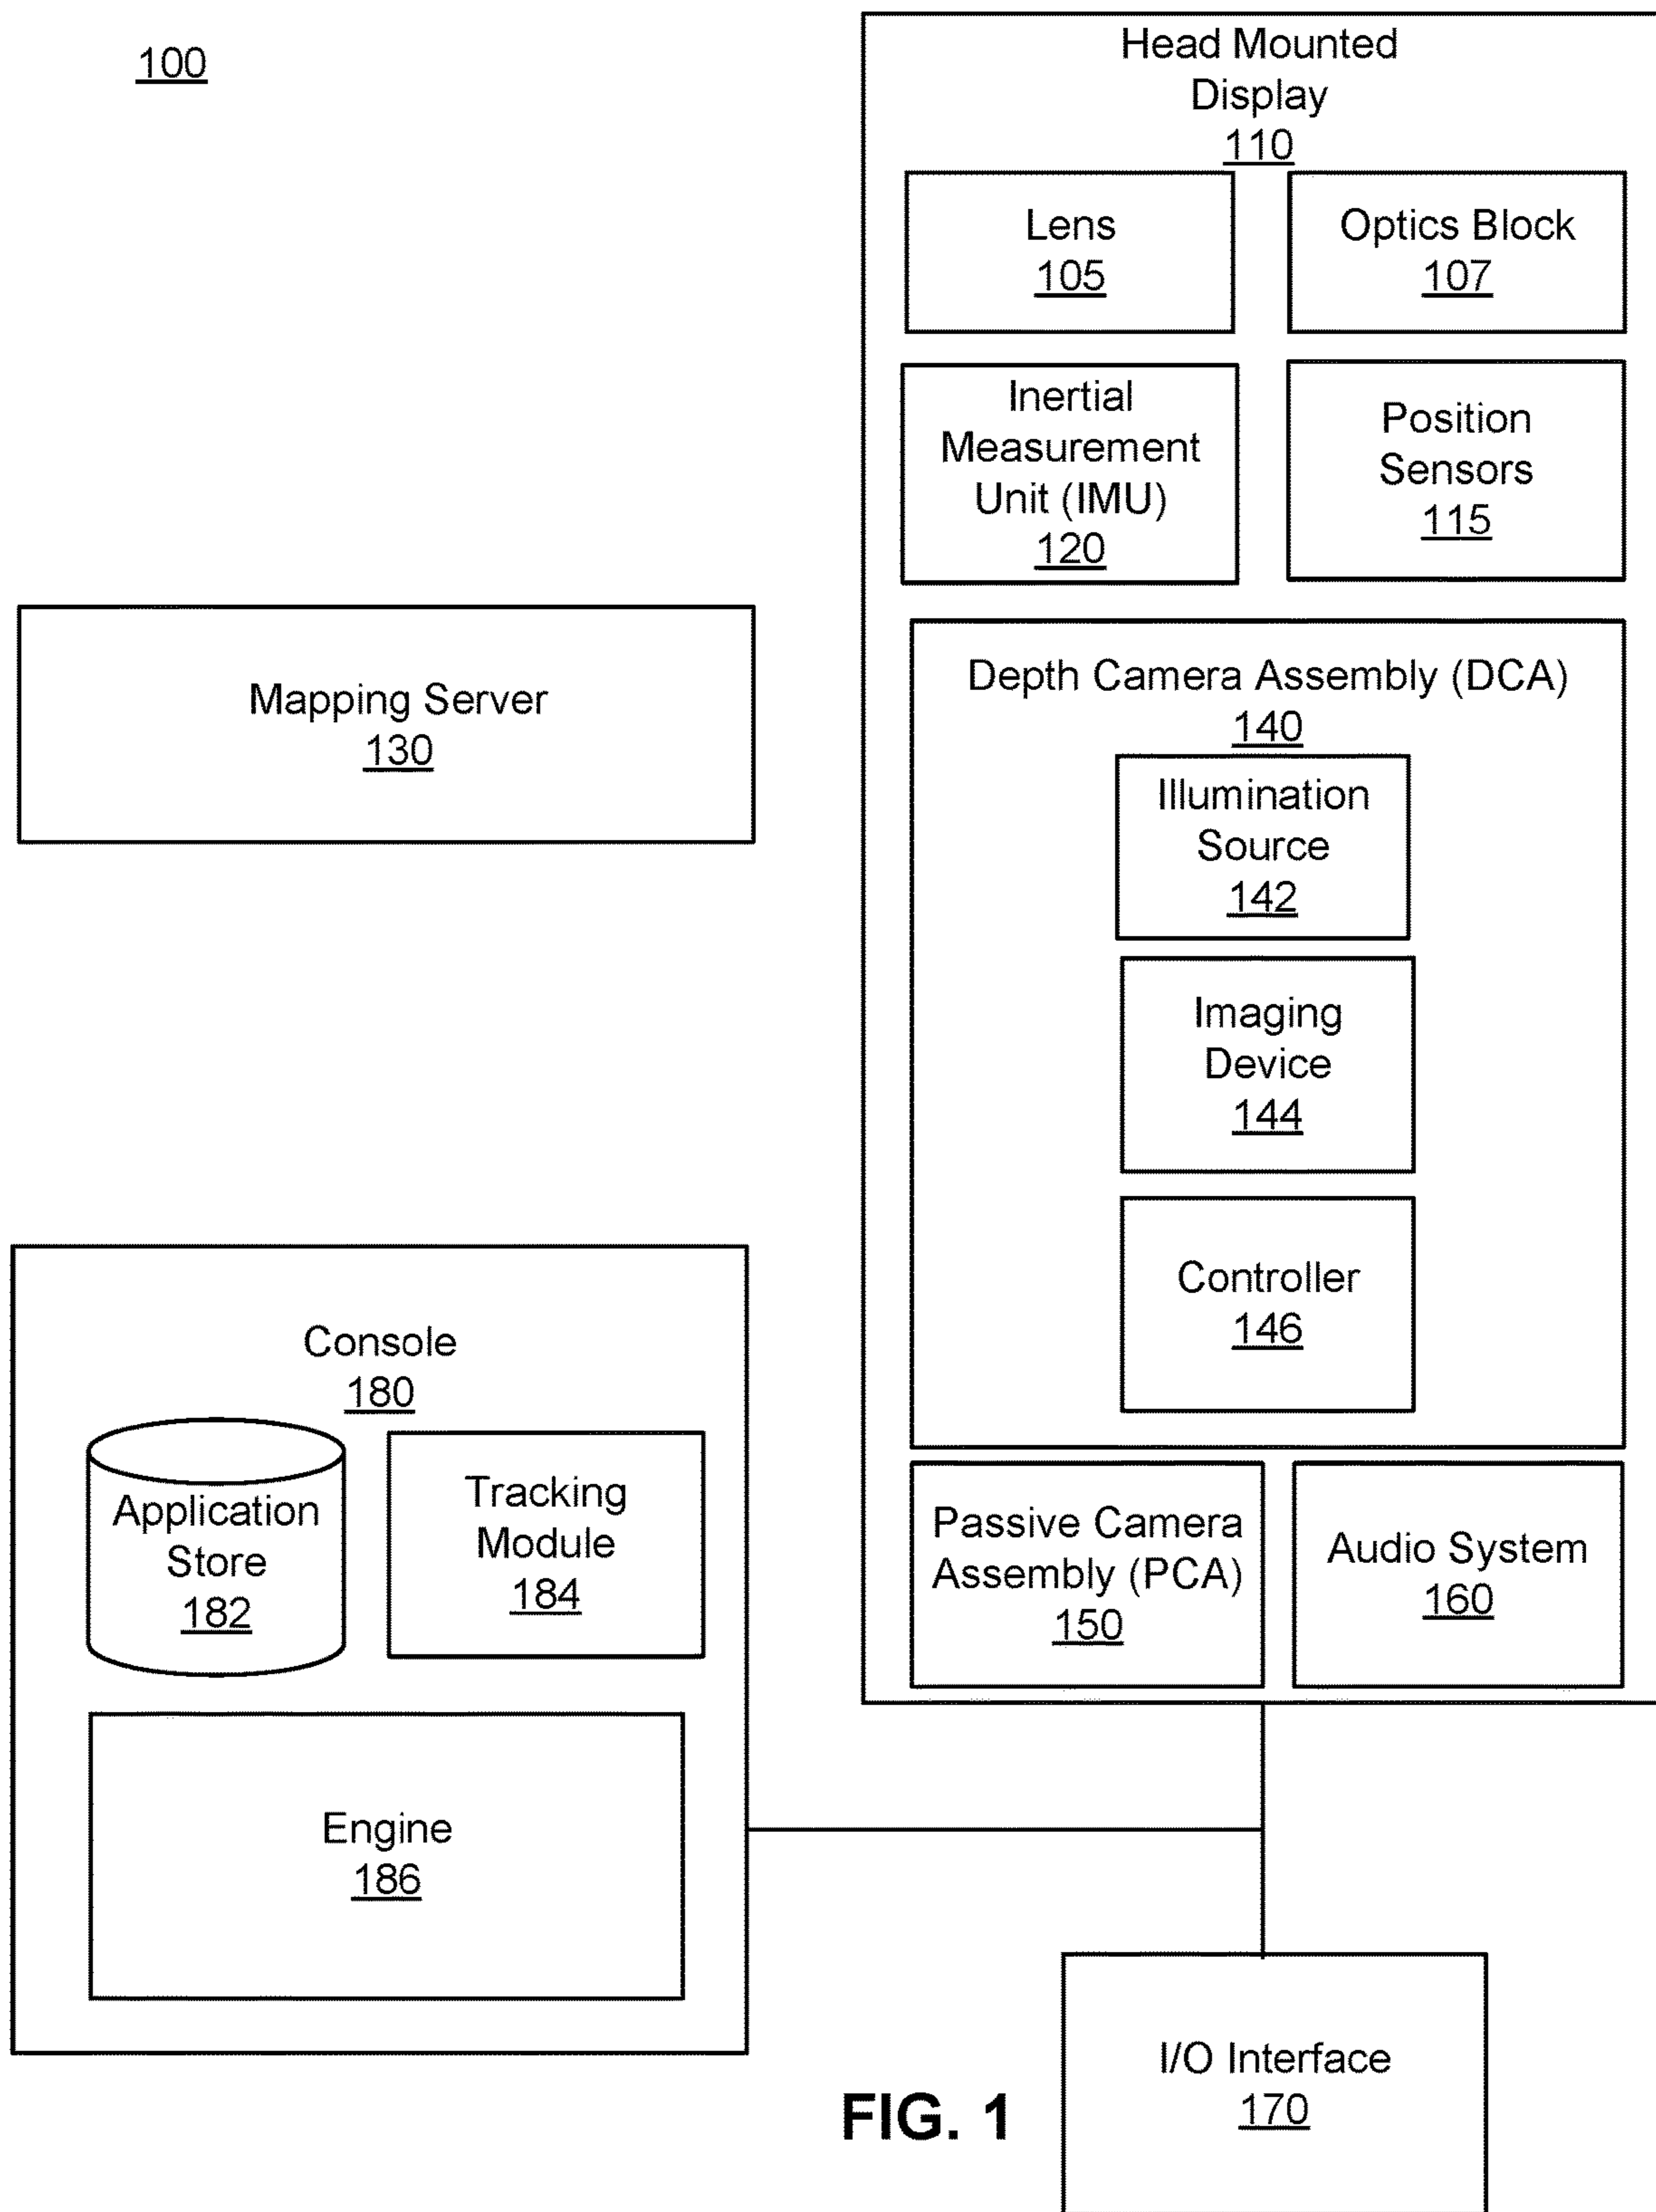 100
Head Mounted
Display
110
Lens
105
Optics Block
107
Inertial
Measurement
Unit (IMU)
120
Position
Sensors
115
Mapping Server
130
Depth Camera Assembly (DCA)
140
Illumination
Source
142
Imaging
Device
144
Controller
146
Console
180
Application
Store
182
Tracking
Module
184
Passive Camera
Assembly (PCA)
150
Audio System
160
Engine
186
I/O Interface
170
FIG. 1